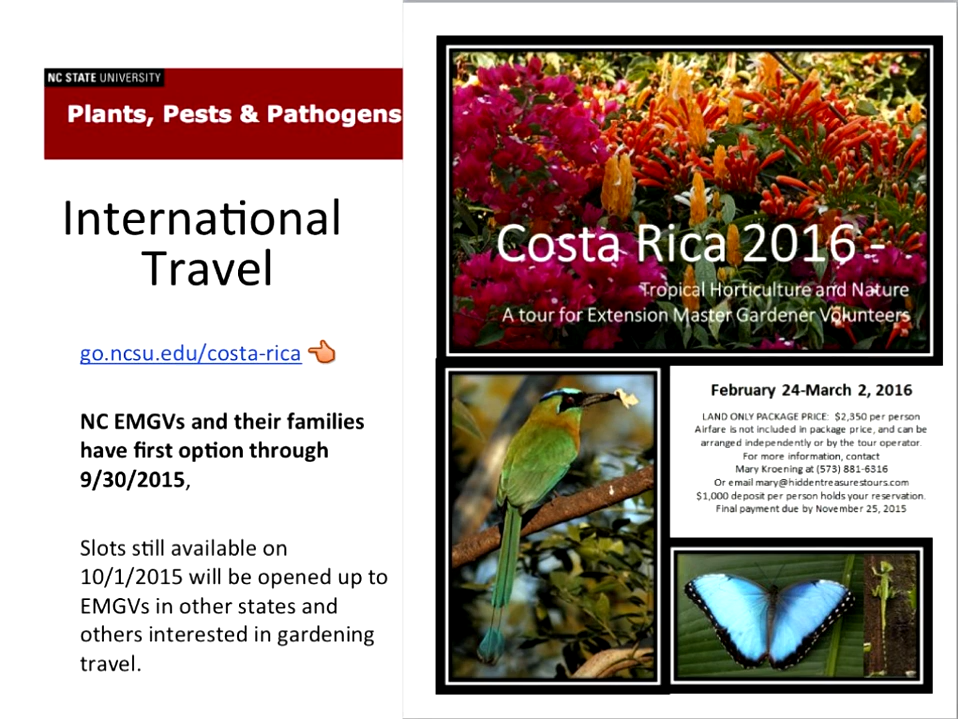 NC STATE UNIVERSITY
Plants, Pests & Pathogens
International
Travel
go.ncsu.edu/costa-rica
NC EMGVs and their families
have first option through
9/30/2015,
Slots still available on
10/1/2015 will be opened up to
EMGVs in other states and
others interested in gardening
travel.
Costa Rica 2016 -
Tropical Horticulture and Nature
A tour for Extension Master Gardener Volunteers
February 24-March 2, 2016
LAND ONLY PACKAGE PRICE: $2,350 per person
Airfare is not included in package price, and can be
arranged independently or by the tour operator.
For more information, contact
Mary Kroening at (573) 881-6316
Or email mary@hiddentreasurestours.com
$1,000 deposit per person holds your reservation.
Final payment due by November 25, 2015